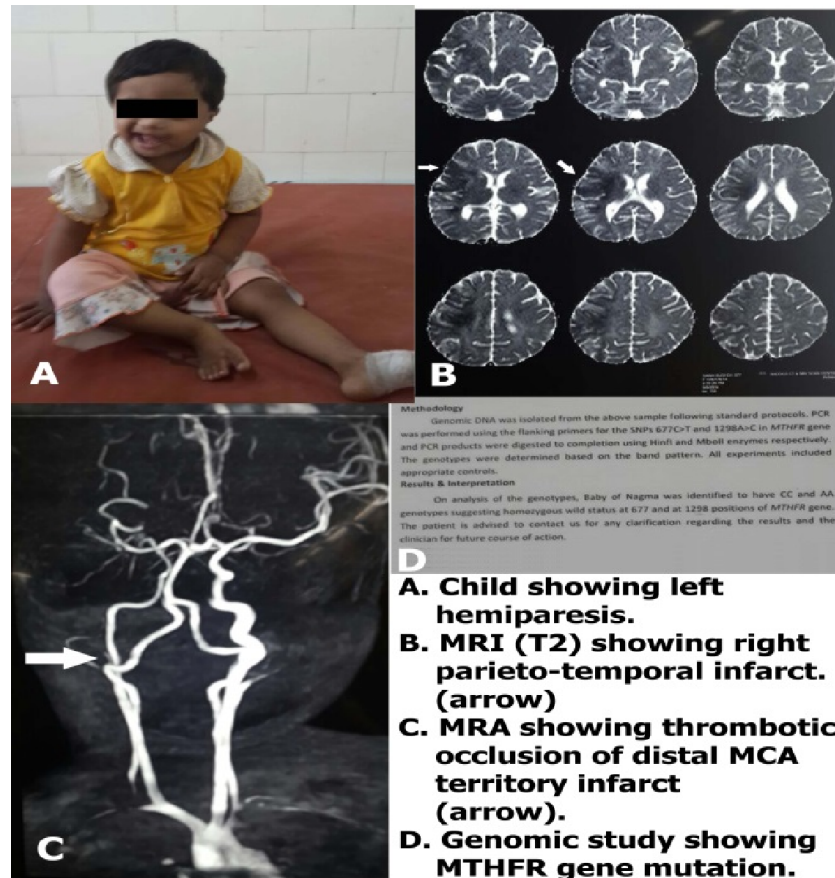 A
B
Methodology
Genomic DNA was isolated from the above sample following standard protocols. PCR
was performed using the flanking primers for the SNPs 677C>T and 1298A>C in MTHFR gene
and PCR products were digested to completion using Hinfi and MboII enzymes respectively.
The genotypes were determined based on the band pattern. All experiments included
appropriate controls.
Results & Interpretation
On analysis of the genotypes, Baby of Nagma was identified to have CC and AA
genotypes suggesting homozygous wild status at 677 and at 1298 positions of MTHFR gene.
The patient is advised to contact us for any clarification regarding the results and the
clinician for future course of action.
D
C
A. Child showing left
hemiparesis.
B. MRI (T2) showing right
parieto-temporal infarct.
(arrow)
C. MRA showing thrombotic
occlusion of distal MCA
territory infarct
(arrow).
D. Genomic study showing
MTHFR gene mutation.